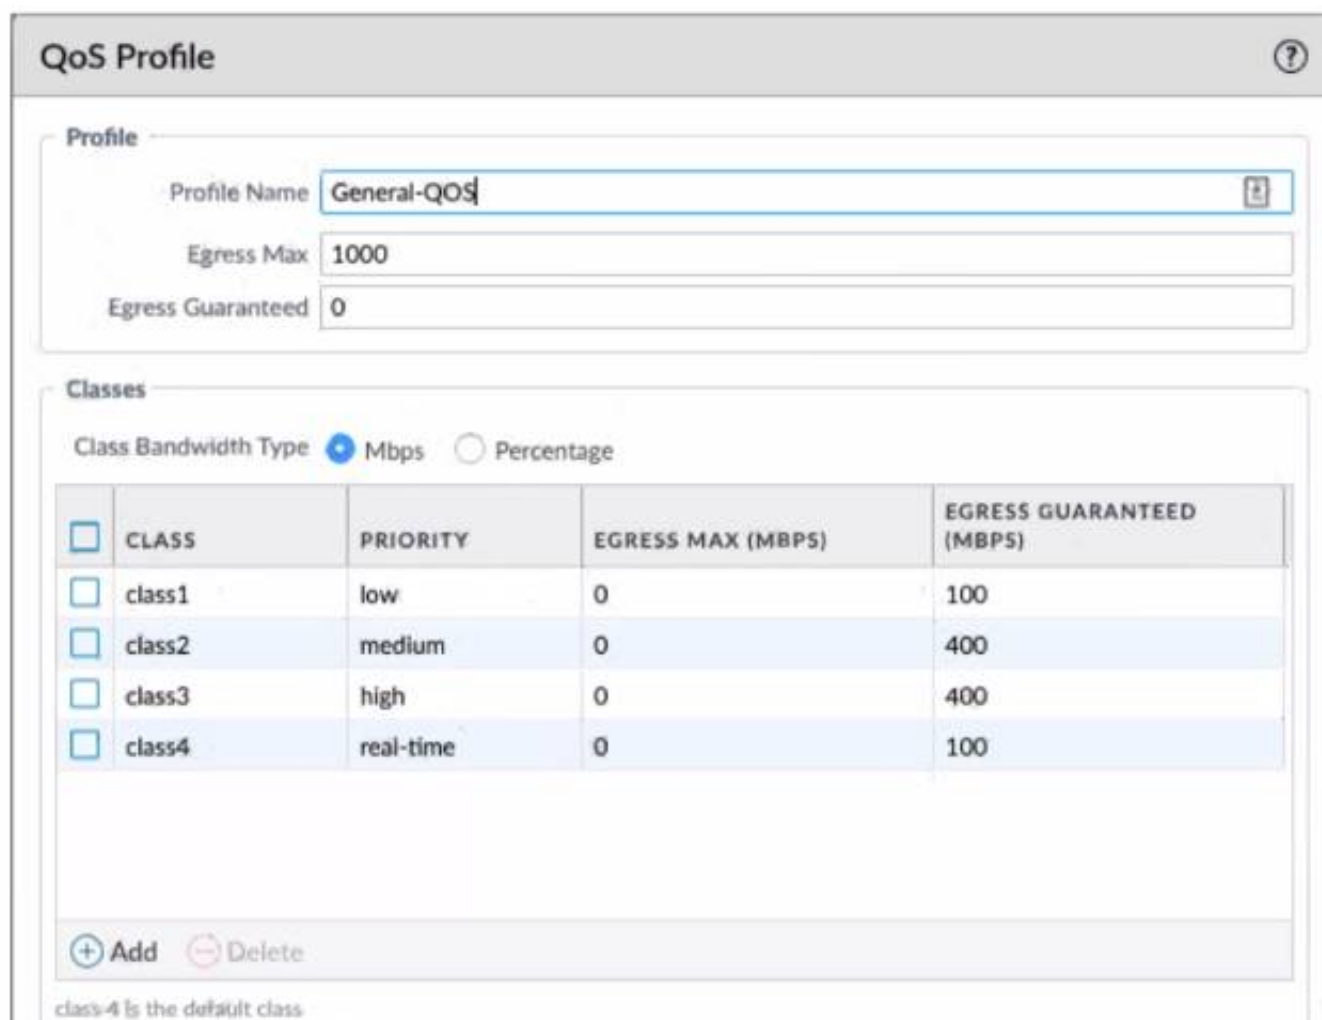 QoS Profile
Profile
Profile Name General-QOS
Egress Max 1000
Egress Guaranteed 0
Classes
Class Bandwidth Type Mbps Percentage
CLASS PRIORITY EGRESS MAX (MBPS) EGRESS GUARANTEED (MBPS)
class1 low 0 100
class2 medium 0 400
class3 high 0 400
class4 real-time 0 100
Add Delete
class 4 is the default class